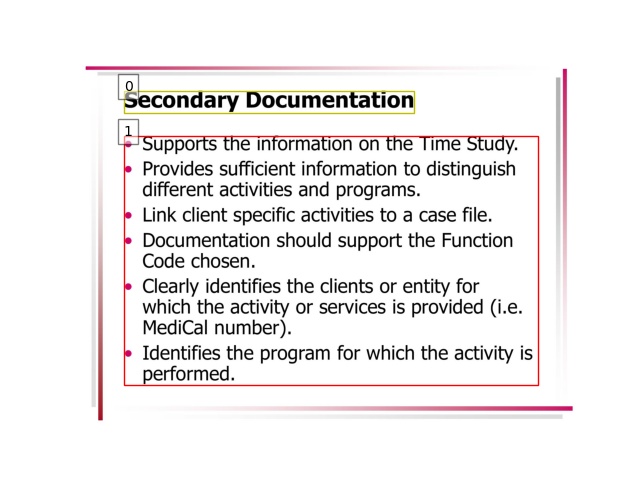 0
Secondary Documentation
1
• Supports the information on the Time Study.
• Provides sufficient information to distinguish
different activities and programs.
• Link client specific activities to a case file.
• Documentation should support the Function
Code chosen.
• Clearly identifies the clients or entity for
which the activity or services is provided (i.e.
MediCal number).
• Identifies the program for which the activity is
performed.